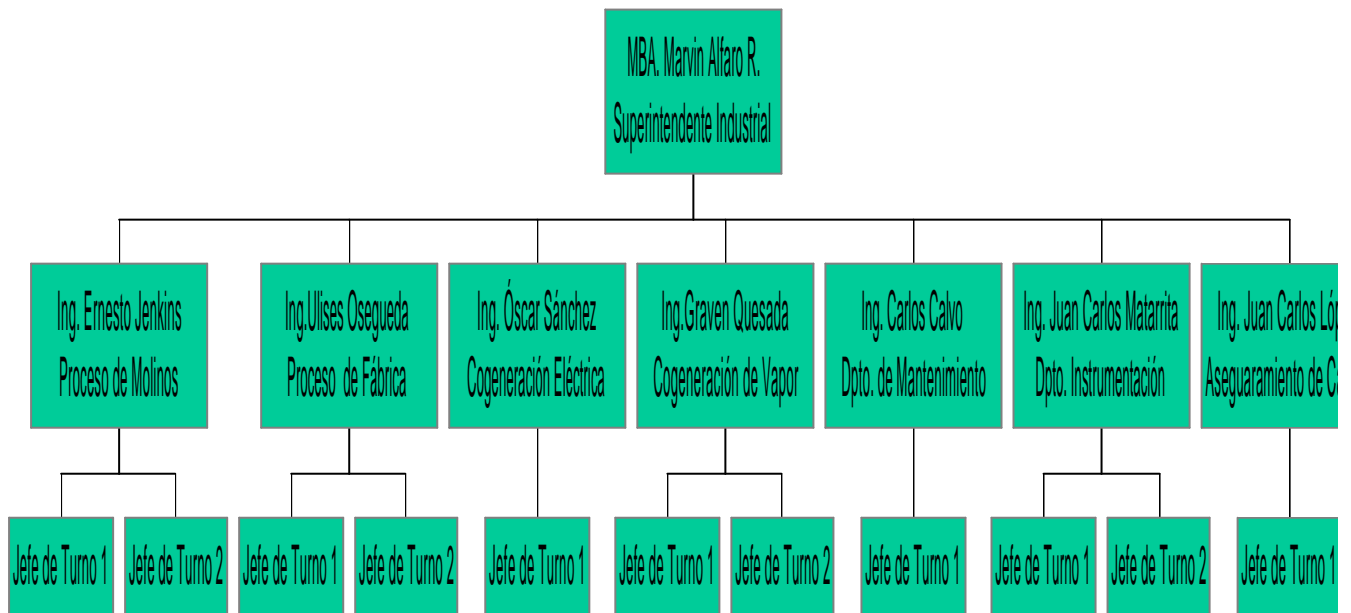 MBA. Marvin Alfaro R.
Superintendente Industrial
Ing. Ernesto Jenkins
Proceso de Molinos
Ing.Ulises Osegueda
Proceso de Fábrica
Ing. Óscar Sánchez
Cogeneración Eléctrica
Ing.Graven Quesada
Cogeneración de Vapor
Ing. Carlos Calvo
Dpto. de Mantenimiento
Ing. Juan Carlos Matarrita
Dpto. Instrumentación
Ing. Juan Carlos
Aseguaramiento de
Jefe de Turno 1
Jefe de Turno 2
Jefe de Turno 1
Jefe de Turno 2
Jefe de Turno 1
Jefe de Turno 1
Jefe de Turno 2
Jefe de Turno 1
Jefe de Turno 1
Jefe de Turno 2
Jefe de Turno 1